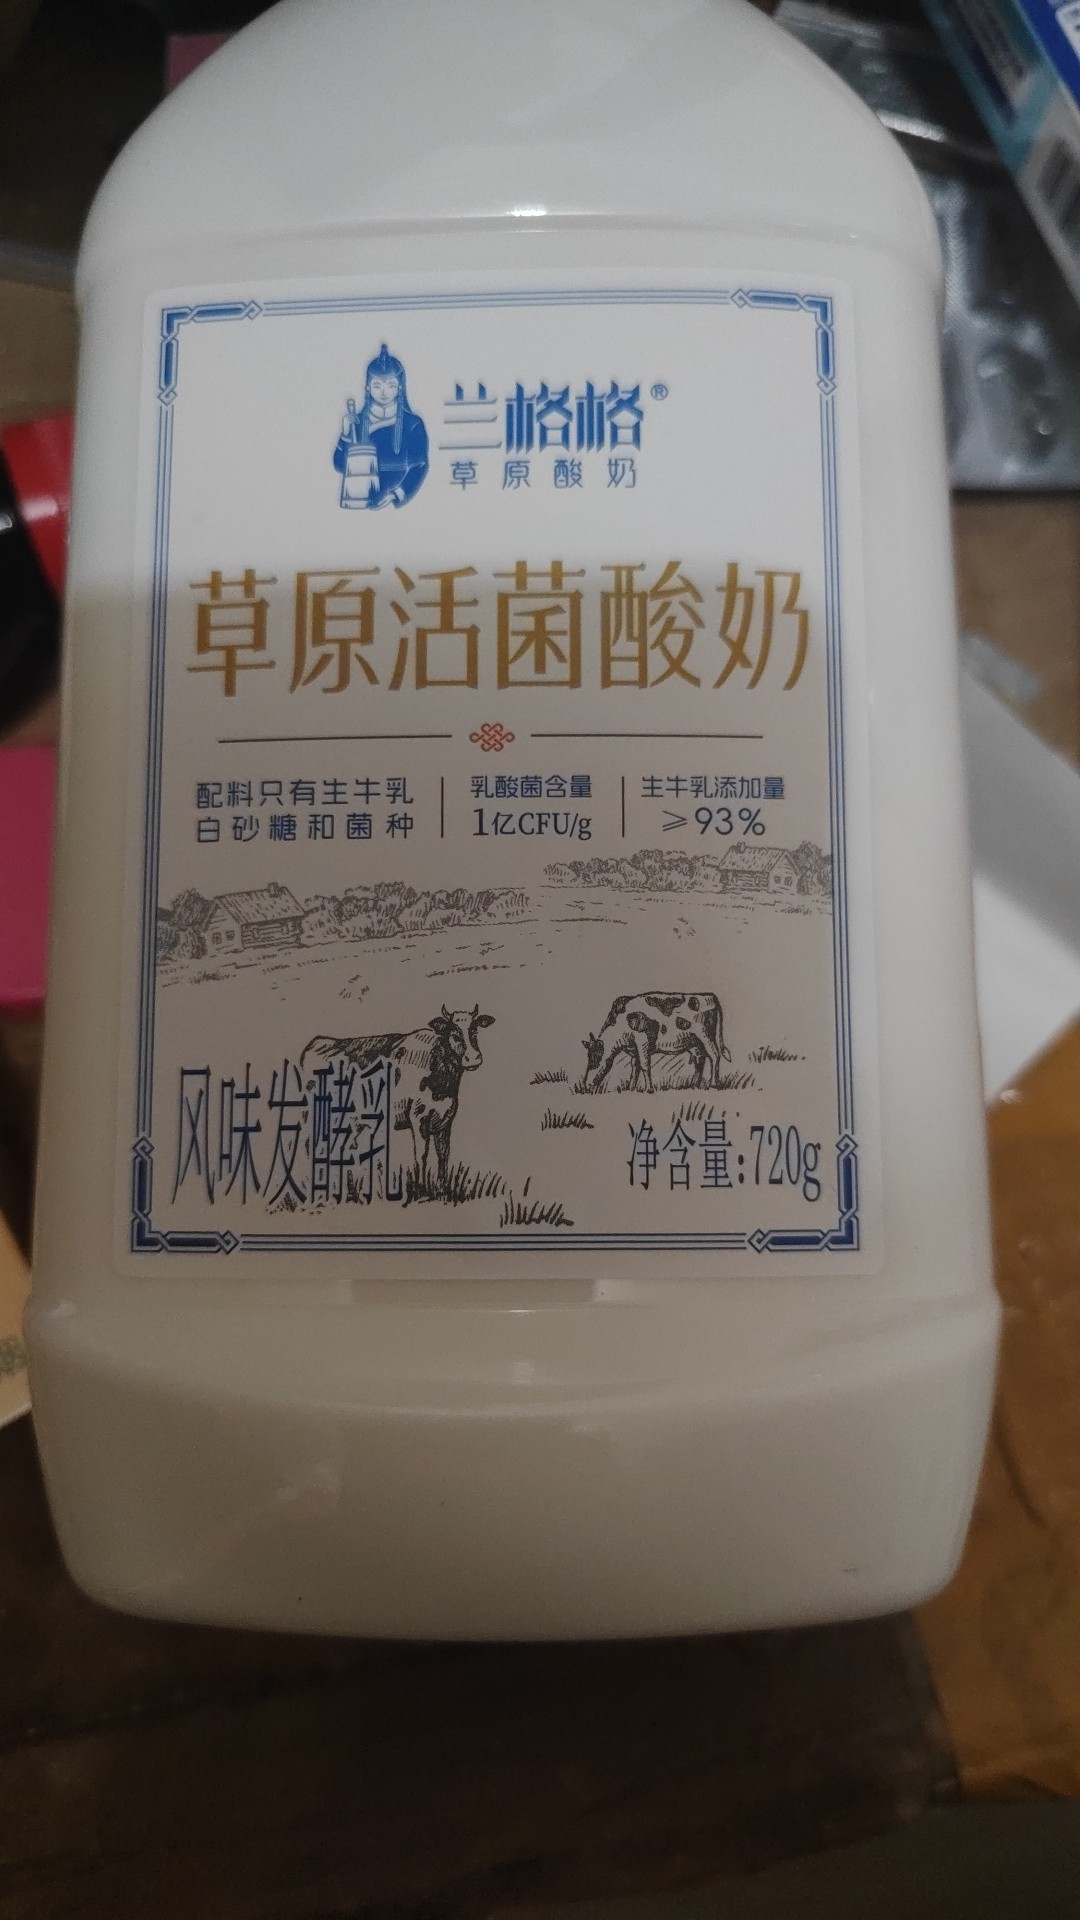 兰格格®
草原酸奶
草原活菌酸奶
配料只有生牛乳
白砂糖和菌种
乳酸菌含量
1亿CFU/g
生牛乳添加量
≥93%
风味发酵乳
净含量:720g